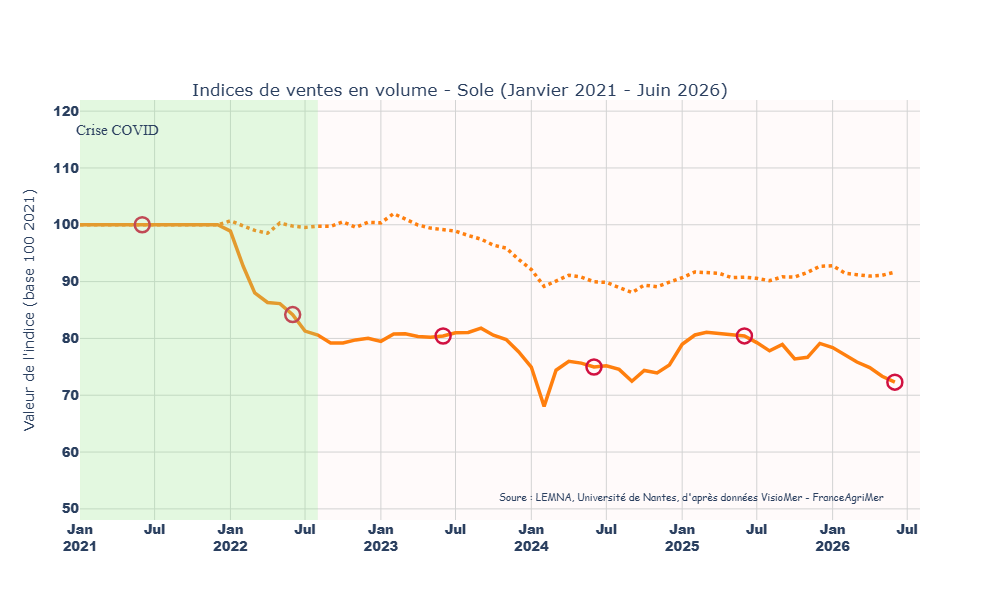 Indices de ventes en volume - Sole (Janvier 2021 - Juin 2026)
Crise COVID
Valeur de l'indice (base 100 2021)
120
110
100
90
80
70
60
50
Soure : LEMNA, Université de Nantes, d'après données VisioMer - FranceAgriMer
Jan Jul Jan Jul Jan Jul Jan Jul Jan Jul Jan Jul
2021 2022 2023 2024 2025 2026